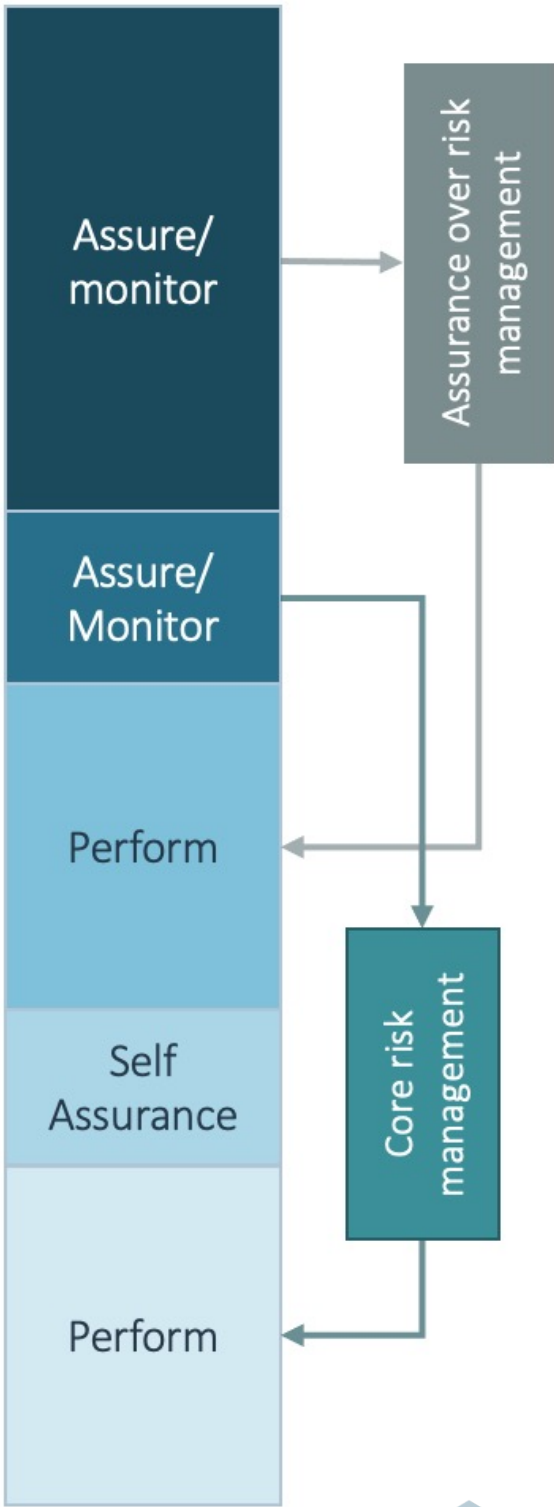 Assure/
monitor
Assurance over risk
management
Assure/
Monitor
Perform
Self
Assurance
Core risk
management
Perform